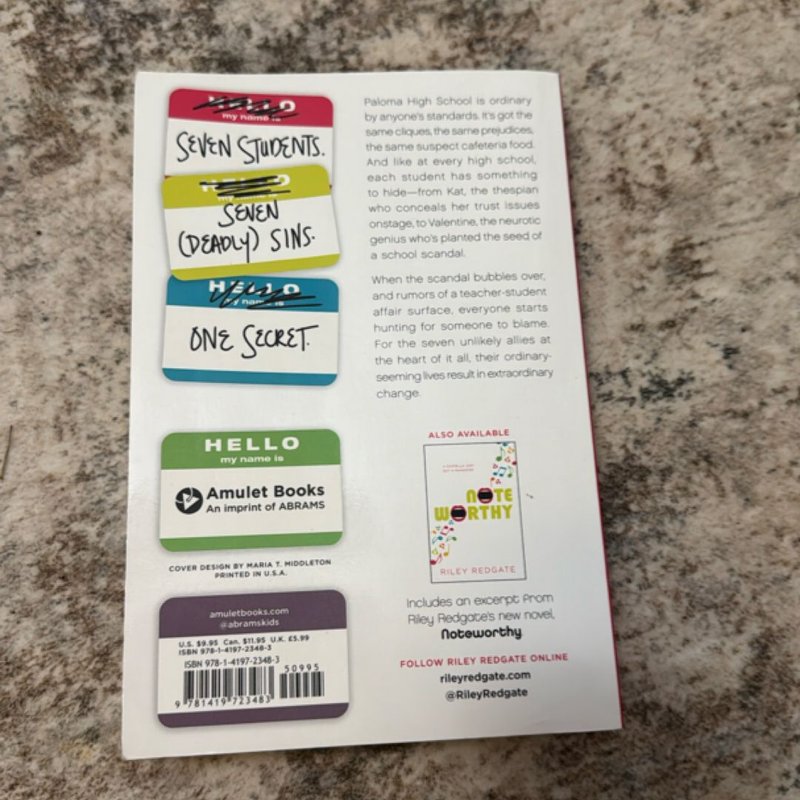 HELLO
my name is
SEVEN STUDENTS.
HELLO
my name is
SEVEN
(DEADLY) SINS.
HELLO
my name is
ONE SECRET.
HELLO
my name is
Amulet Books
An imprint of ABRAMS
COVER DESIGN BY MARIA T. MIDDLETON
PRINTED IN U.S.A.
amuletbooks.com
@abramskids
U.S. $9.95 Can. $11.95 U.K. £5.99
ISBN 978-1-4197-2348-3
ISBN 978-1-4197-2348-3
50995
9 781419 723483
Paloma High School is ordinary
by anyone's standards. It's got the
same cliques, the same prejudices,
the same suspect cafeteria food.
And like at every high school,
each student has something
to hide—from Kat, the thespian
who conceals her trust issues
onstage, to Valentine, the neurotic
genius who's planted the seed of
a school scandal.
When the scandal bubbles over,
and rumors of a teacher-student
affair surface, everyone starts
hunting for someone to blame.
For the seven unlikely allies at
the heart of it all, their ordinary-
seeming lives result in extraordinary
change.
ALSO AVAILABLE
NOTE
WORTHY
RILEY REDGATE
Includes an excerpt from
Riley Redgate's new novel,
Noteworthy
FOLLOW RILEY REDGATE ONLINE
rileyredgate.com
@RileyRedgate